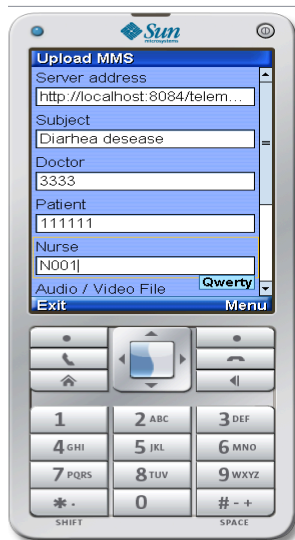 Sun
microsystems
Upload MMS
Server address
http://localhost:8084/telem...
Subject
Diarhea desease
Doctor
3333
Patient
111111
Nurse
N001
Qwerty
Audio / Video File
Exit Menu
1 2 ABC 3 DEF
4 GHI 5 JKL 6 MNO
7 PQRS 8 TUV 9 WXYZ
* . 0 # - +
SHIFT SPACE